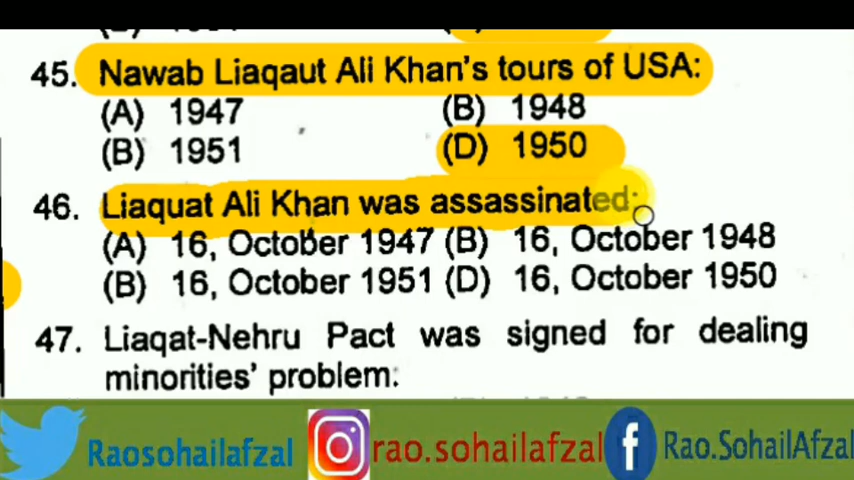 45. Nawab Liaqaut Ali Khan's tours of USA:
(A) 1947 (B) 1948
(B) 1951 (D) 1950
46. Liaquat Ali Khan was assassinated:
(A) 16, October 1947 (B) 16, October 1948
(B) 16, October 1951 (D) 16, October 1950
47. Liaqat-Nehru Pact was signed for dealing
minorities' problem:
Raosohailafzal rao.sohailafzal Rao.SohailAfzal